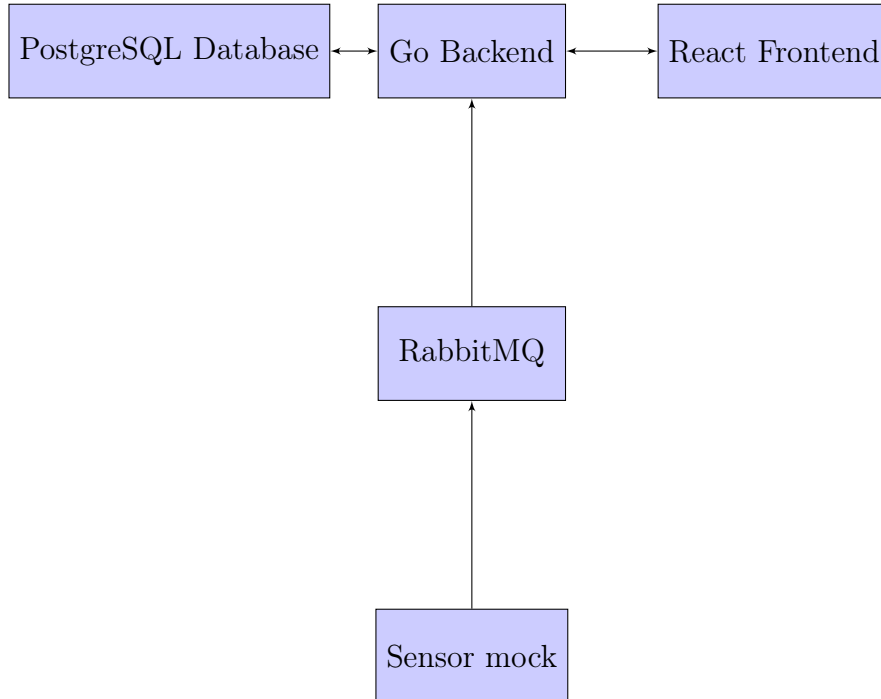 PostgreSQL Database
Go Backend
React Frontend
RabbitMQ
Sensor mock